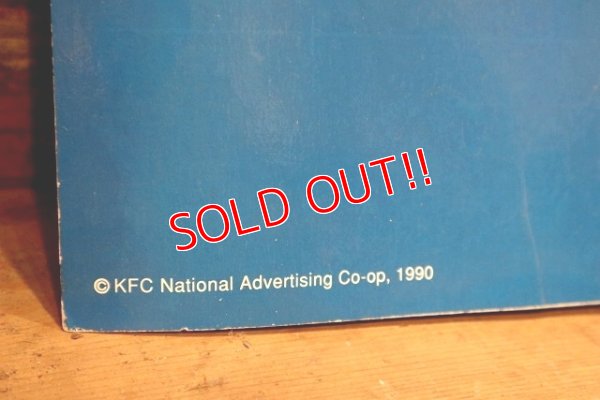 SOLD OUT!!
© KFC National Advertising Co-op, 1990